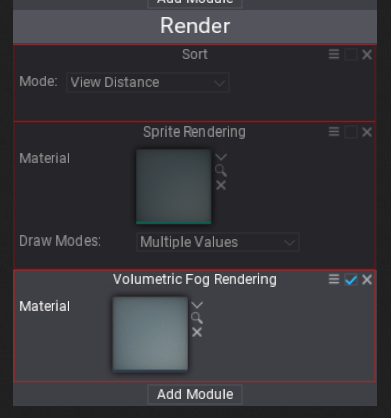 Add Module
Render
Sort
Mode: View Distance
Sprite Rendering
Material
Draw Modes: Multiple Values
Volumetric Fog Rendering
Material
Add Module